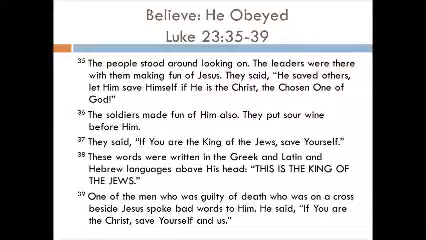 Believe: He Obeyed
Luke 23:35-39
35 The people stood around looking on. The leaders were there
with them making fun of Jesus. They said, “He saved others,
let Him save Himself if He is the Christ, the Chosen One of
God!”
36 The soldiers made fun of Him also. They put sour wine
before Him.
37 They said, “If You are the King of the Jews, save Yourself.”
38 These words were written in the Greek and Latin and
Hebrew languages above His head: “THIS IS THE KING OF
THE JEWS.”
39 One of the men who was guilty of death who was on a cross
beside Jesus spoke bad words to Him. He said, “If You are
the Christ, save Yourself and us.”